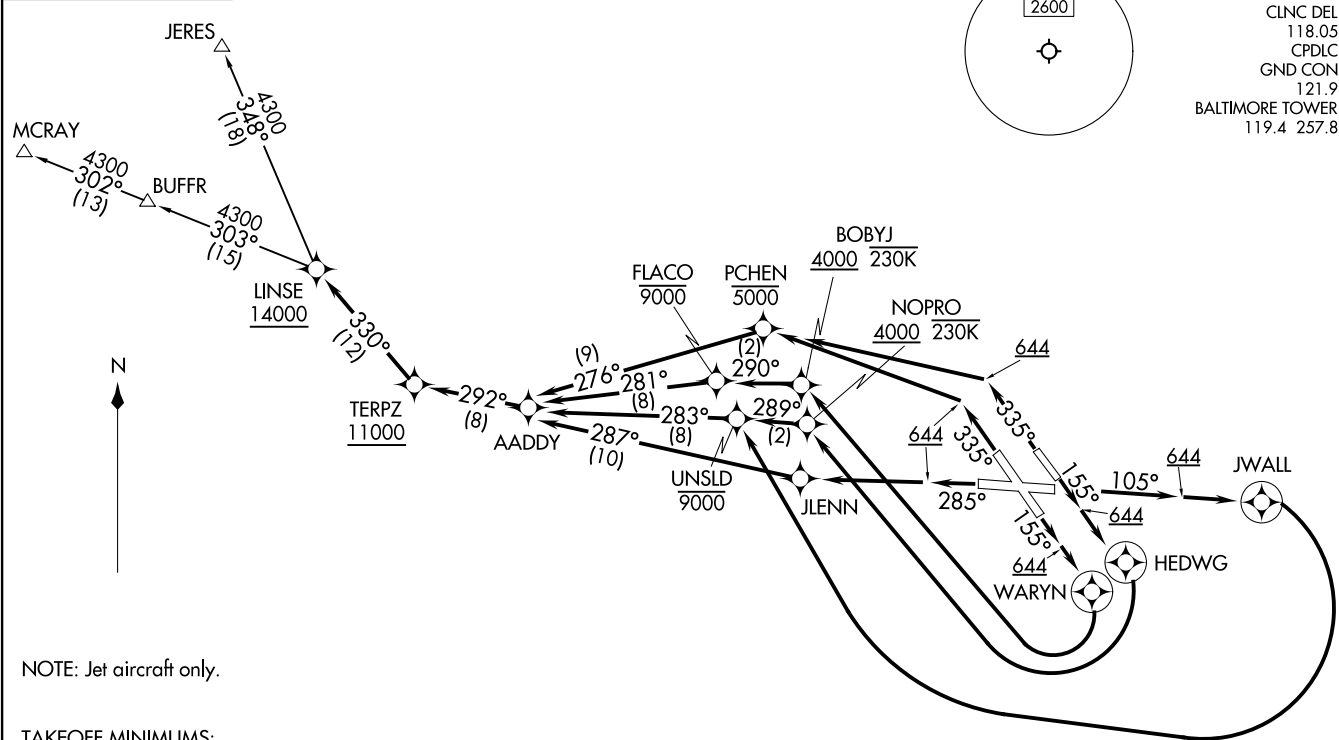 2600
CLNC DEL
118.05
CPDLC
GND CON
121.9
BALTIMORE TOWER
119.4 257.8
JERES
4300
348°
(18)
MCRAY
4300
302°
(13)
BUFFR
4300
303°
(15)
LINSE
14000
330°
(12)
TERPZ
11000
292°
(8)
AADDY
FLACO
9000
PCHEN
5000
BOBYJ
4000 230K
NOPRO
4000 230K
(9)
276°
(2)
290°
281°
(8)
289°
(2)
283°
(8)
287°
(10)
UNSLD
9000
JLENN
644
335°
644
335°
644
285°
155°
644
105°
644
JWALL
155°
644
HEDWG
WARYN
N
NOTE: Jet aircraft only.
TAKEOFF MINIMUMS: